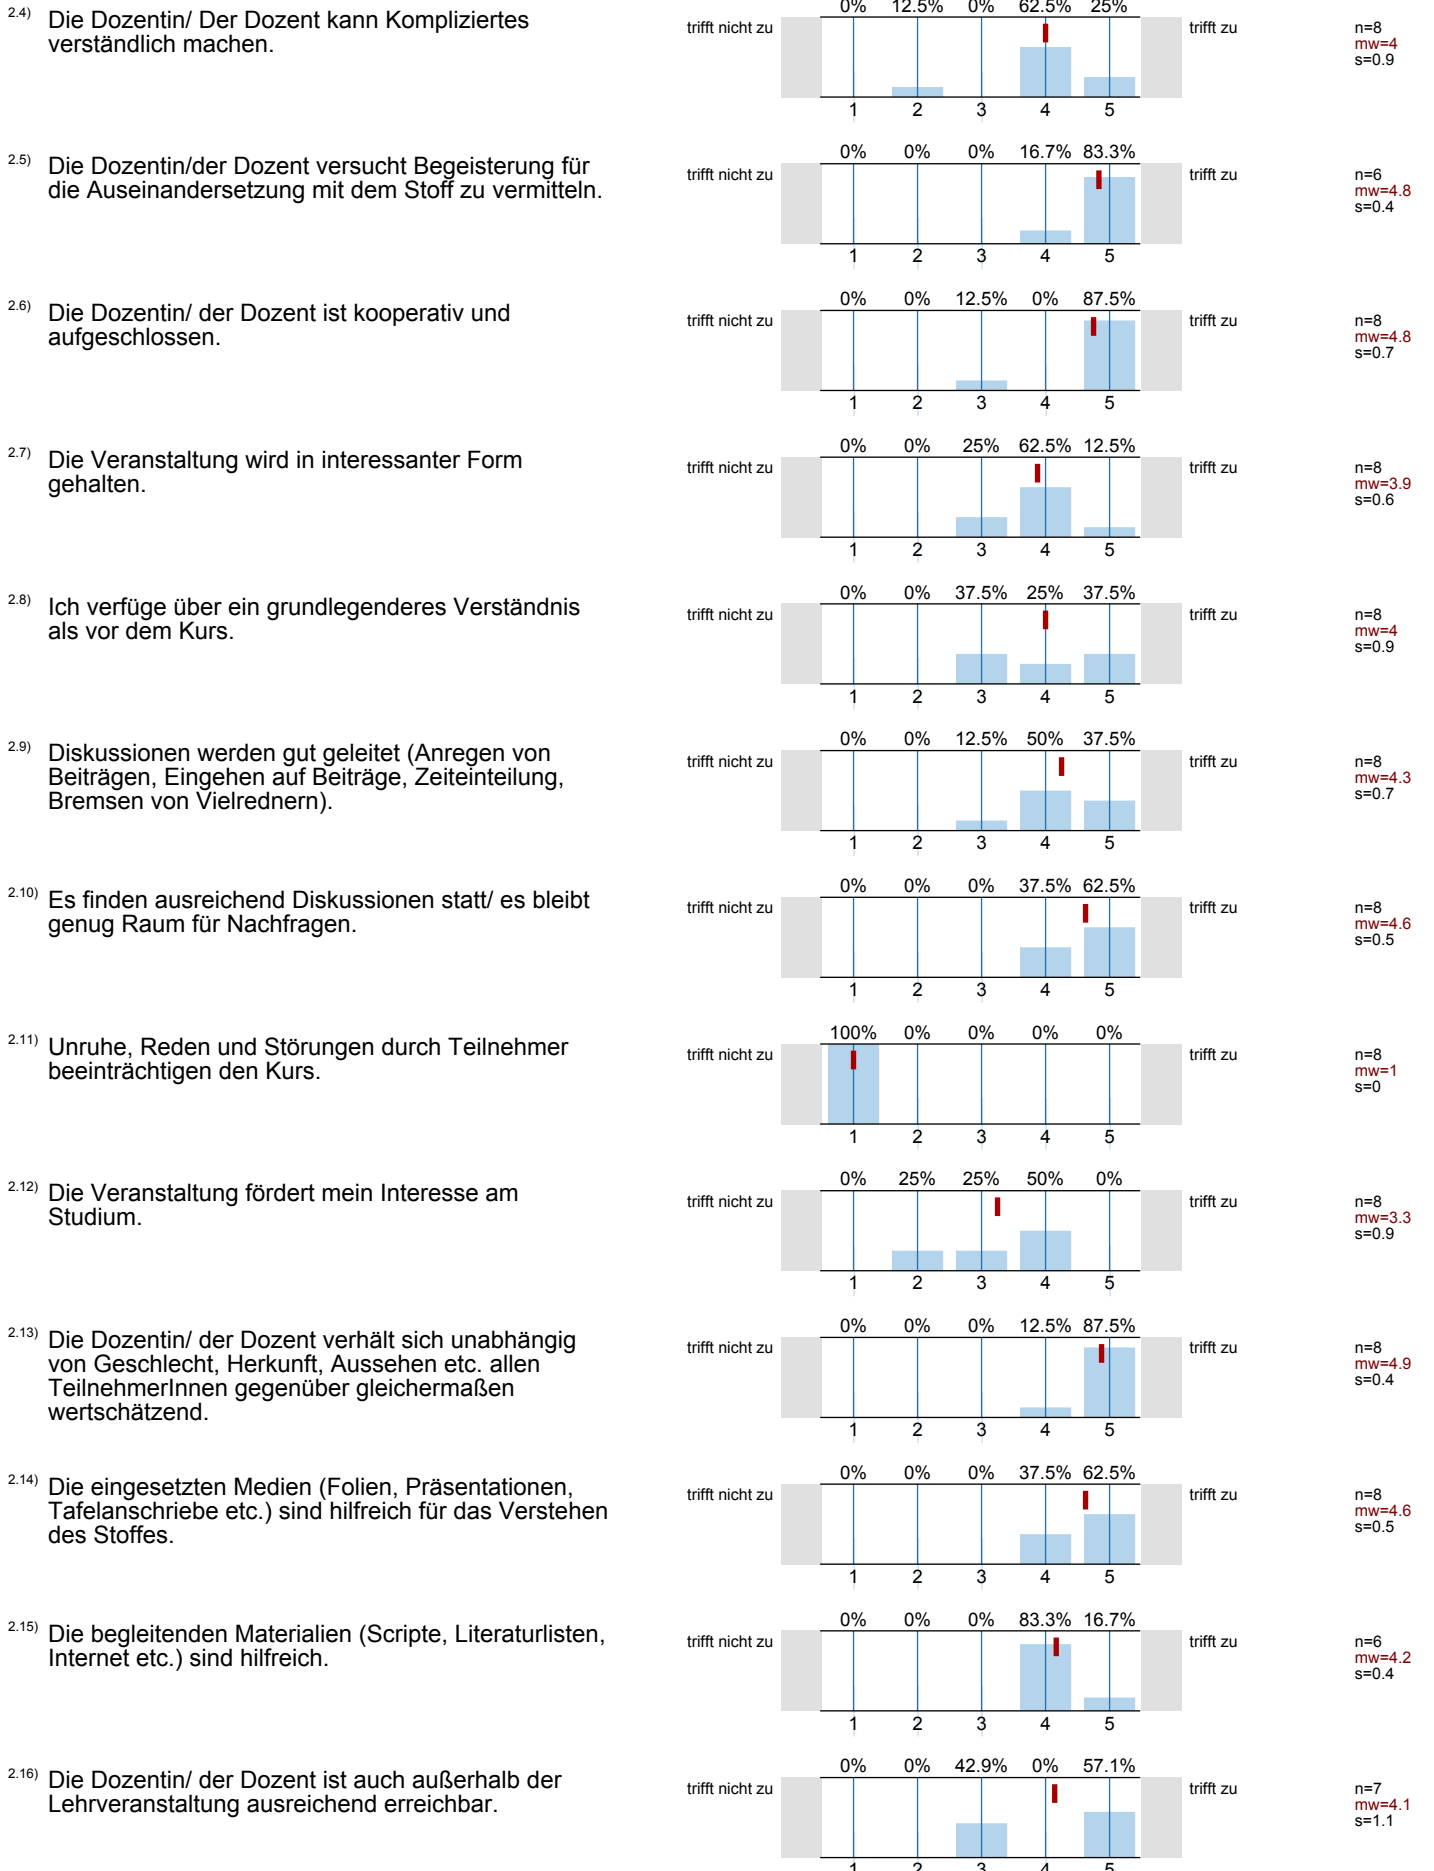 2.4) Die Dozentin/ Der Dozent kann Kompliziertes
verständlich machen.
trifft nicht zu
0% 12.5% 0% 62.5% 25%
1 2 3 4 5
trifft zu
n=8
mw=4
s=0.9
2.5) Die Dozentin/der Dozent versucht Begeisterung für
die Auseinandersetzung mit dem Stoff zu vermitteln.
trifft nicht zu
0% 0% 0% 16.7% 83.3%
1 2 3 4 5
trifft zu
n=6
mw=4.8
s=0.4
2.6) Die Dozentin/ der Dozent ist kooperativ und
aufgeschlossen.
trifft nicht zu
0% 0% 12.5% 0% 87.5%
1 2 3 4 5
trifft zu
n=8
mw=4.8
s=0.7
2.7) Die Veranstaltung wird in interessanter Form
gehalten.
trifft nicht zu
0% 0% 25% 62.5% 12.5%
1 2 3 4 5
trifft zu
n=8
mw=3.9
s=0.6
2.8) Ich verfüge über ein grundlegenderes Verständnis
als vor dem Kurs.
trifft nicht zu
0% 0% 37.5% 25% 37.5%
1 2 3 4 5
trifft zu
n=8
mw=4
s=0.9
2.9) Diskussionen werden gut geleitet (Anregen von
Beiträgen, Eingehen auf Beiträge, Zeiteinteilung,
Bremsen von Vielrednern).
trifft nicht zu
0% 0% 12.5% 50% 37.5%
1 2 3 4 5
trifft zu
n=8
mw=4.3
s=0.7
2.10) Es finden ausreichend Diskussionen statt/ es bleibt
genug Raum für Nachfragen.
trifft nicht zu
0% 0% 0% 37.5% 62.5%
1 2 3 4 5
trifft zu
n=8
mw=4.6
s=0.5
2.11) Unruhe, Reden und Störungen durch Teilnehmer
beeinträchtigen den Kurs.
trifft nicht zu
100% 0% 0% 0% 0%
1 2 3 4 5
trifft zu
n=8
mw=1
s=0
2.12) Die Veranstaltung fördert mein Interesse am
Studium.
trifft nicht zu
0% 25% 25% 50% 0%
1 2 3 4 5
trifft zu
n=8
mw=3.3
s=0.9
2.13) Die Dozentin/ der Dozent verhält sich unabhängig
von Geschlecht, Herkunft, Aussehen etc. allen
TeilnehmerInnen gegenüber gleichermaßen
wertschätzend.
trifft nicht zu
0% 0% 0% 12.5% 87.5%
1 2 3 4 5
trifft zu
n=8
mw=4.9
s=0.4
2.14) Die eingesetzten Medien (Folien, Präsentationen,
Tafelanschriebe etc.) sind hilfreich für das Verstehen
des Stoffes.
trifft nicht zu
0% 0% 0% 37.5% 62.5%
1 2 3 4 5
trifft zu
n=8
mw=4.6
s=0.5
2.15) Die begleitenden Materialien (Scripte, Literaturlisten,
Internet etc.) sind hilfreich.
trifft nicht zu
0% 0% 0% 83.3% 16.7%
1 2 3 4 5
trifft zu
n=6
mw=4.2
s=0.4
2.16) Die Dozentin/ der Dozent ist auch außerhalb der
Lehrveranstaltung ausreichend erreichbar.
trifft nicht zu
0% 0% 42.9% 0% 57.1%
1 2 3 4 5
trifft zu
n=7
mw=4.1
s=1.1